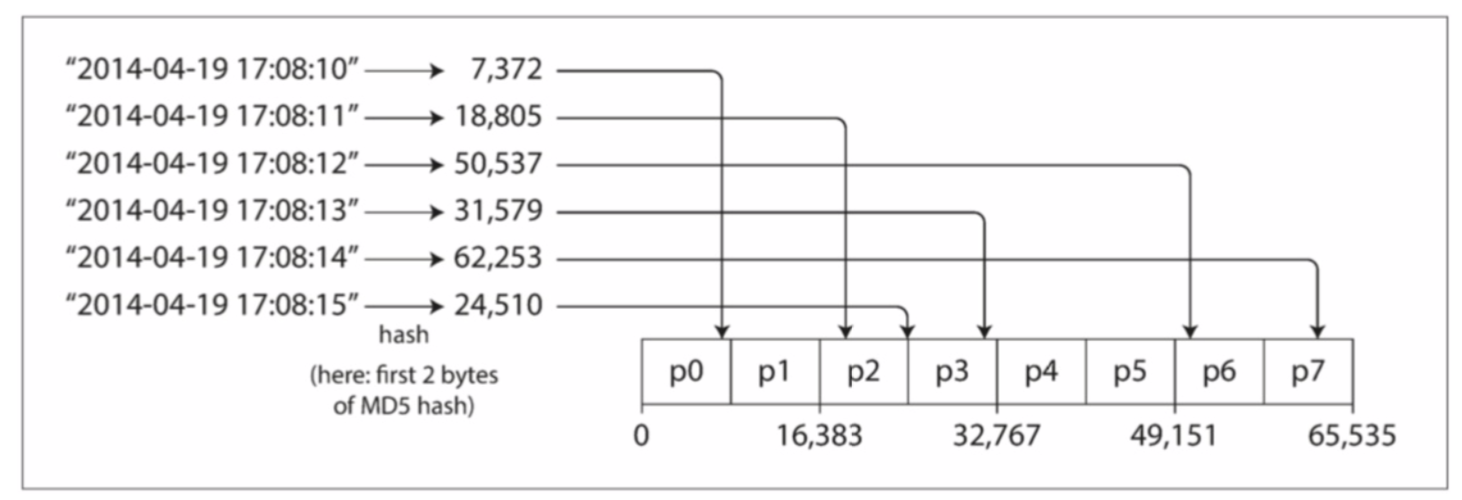 “2014-04-19 17:08:10” 7,372
“2014-04-19 17:08:11” 18,805
“2014-04-19 17:08:12” 50,537
“2014-04-19 17:08:13” 31,579
“2014-04-19 17:08:14” 62,253
“2014-04-19 17:08:15” 24,510
hash
(here: first 2 bytes
of MD5 hash)
p0 p1 p2 p3 p4 p5 p6 p7
0 16,383 32,767 49,151 65,535